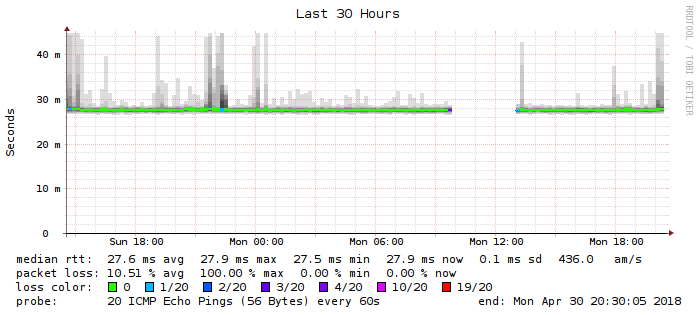 Last 30 Hours
RRDTOOL / TOBI OETIKER
Seconds
40 m
30 m
20 m
10 m
0
Sun 18:00 Mon 00:00 Mon 06:00 Mon 12:00 Mon 18:00
median rtt: 27.6 ms avg 27.9 ms max 27.5 ms min 27.9 ms now 0.1 ms sd 436.0 am/s
packet loss: 10.51 % avg 100.00 % max 0.00 % min 0.00 % now
loss color: 0 1/20 2/20 3/20 4/20 10/20 19/20
probe: 20 ICMP Echo Pings (56 Bytes) every 60s end: Mon Apr 30 20:30:05 2018